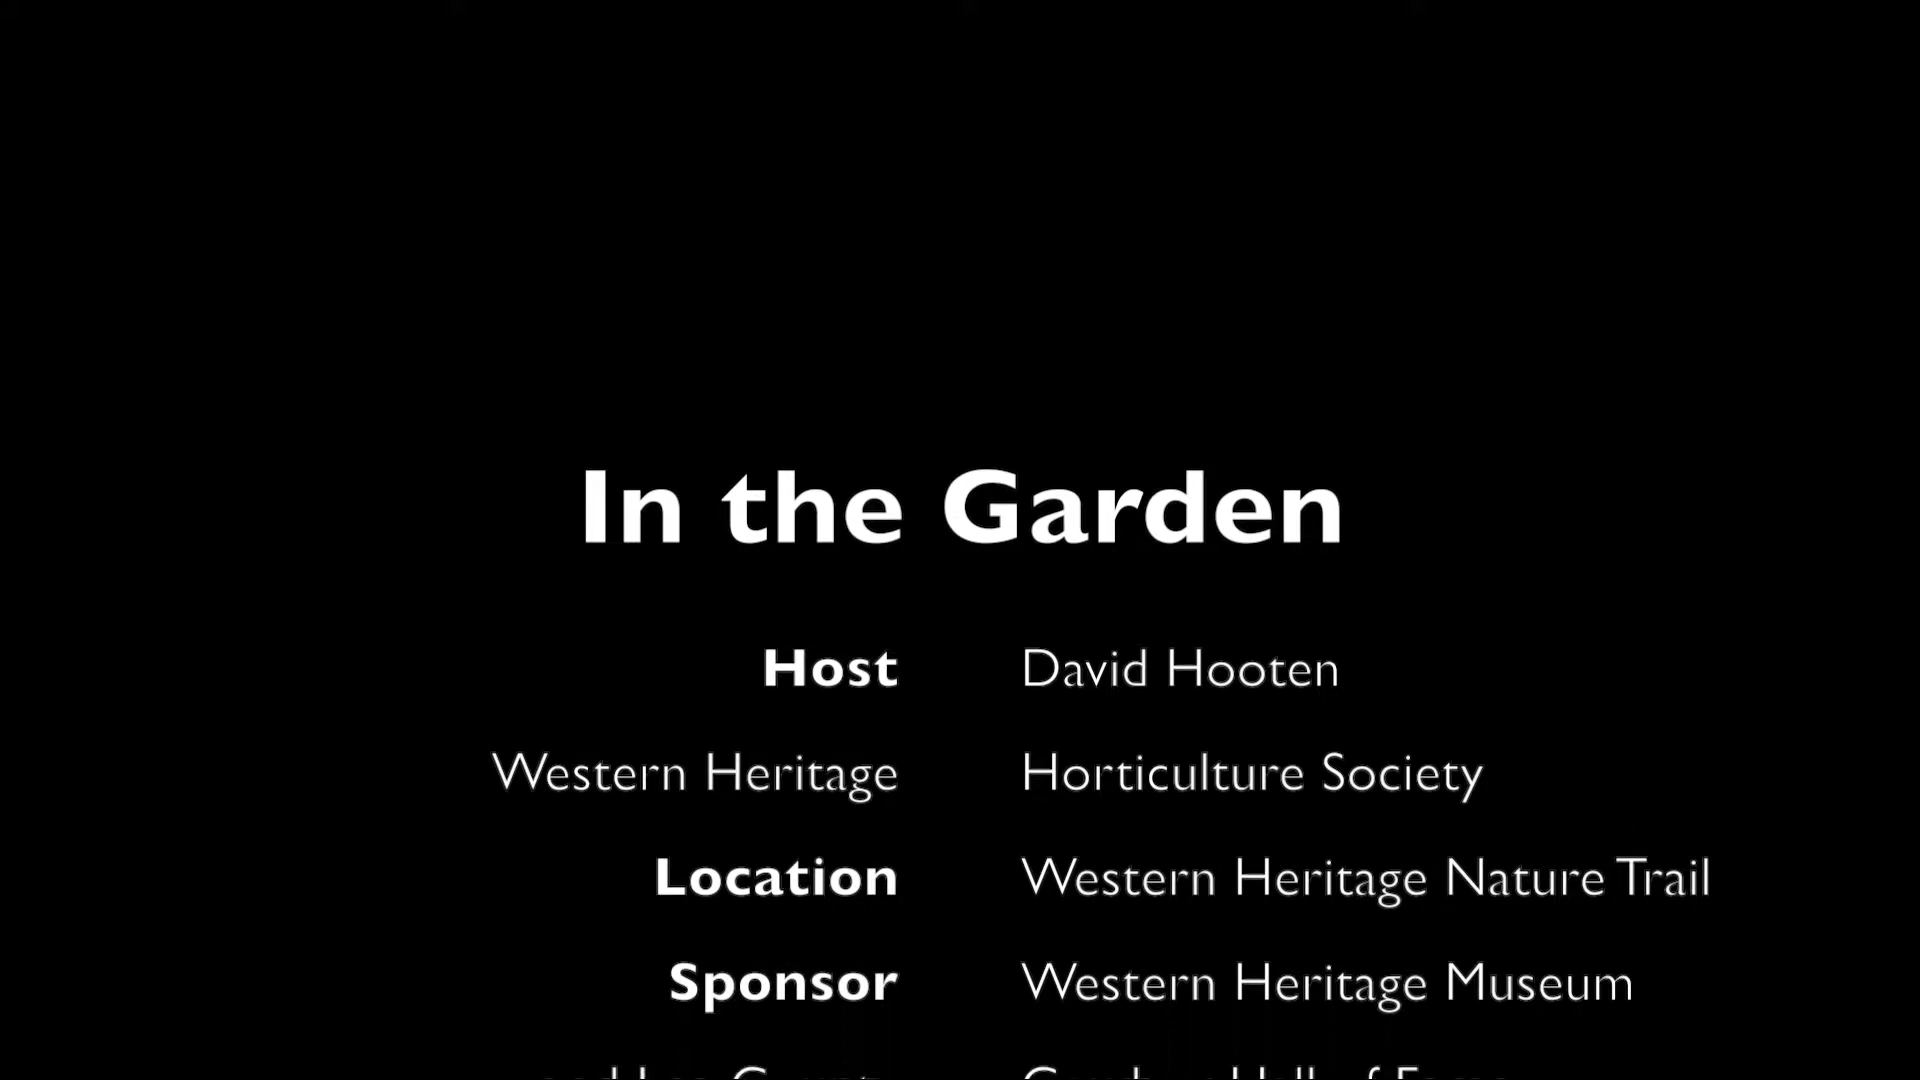 In the Garden
Host David Hooten
Western Heritage Horticulture Society
Location Western Heritage Nature Trail
Sponsor Western Heritage Museum